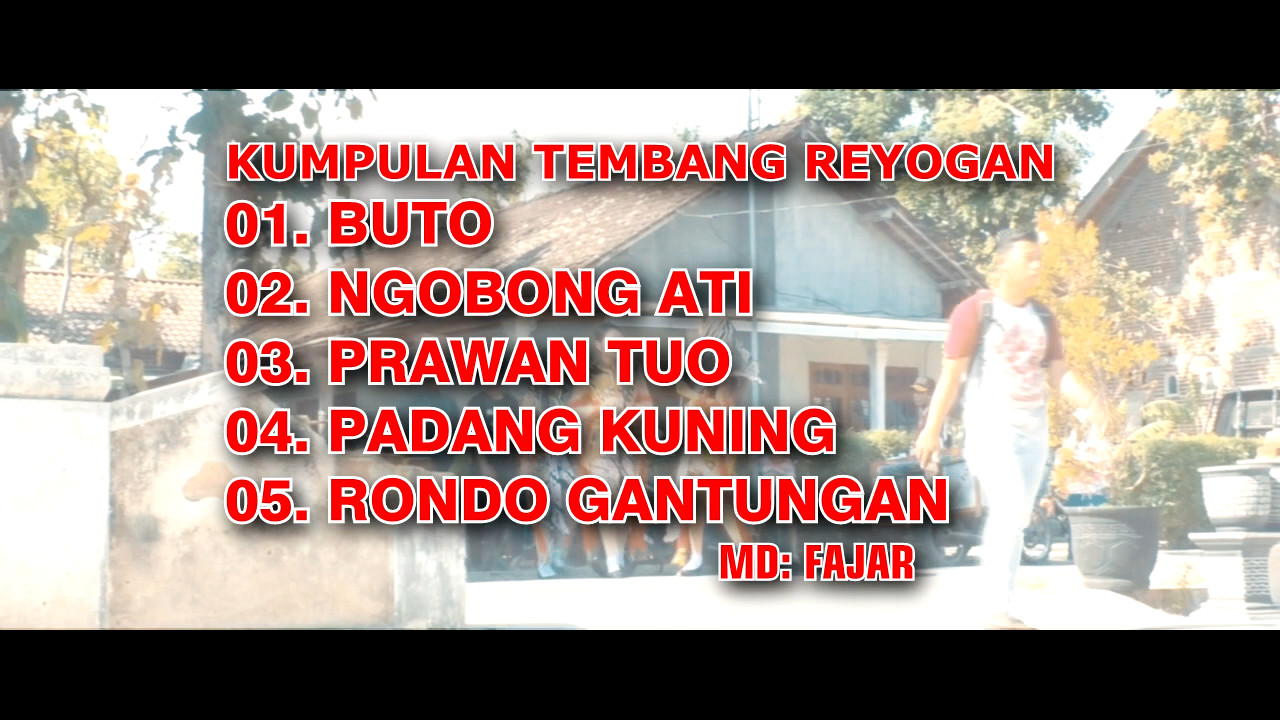 KUMPULAN TEMBANG REYOGAN
01. BUTO
02. NGOBONG ATI
03. PRAWAN TUO
04. PADANG KUNING
05. RONDO GANTUNGAN
MD: FAJAR